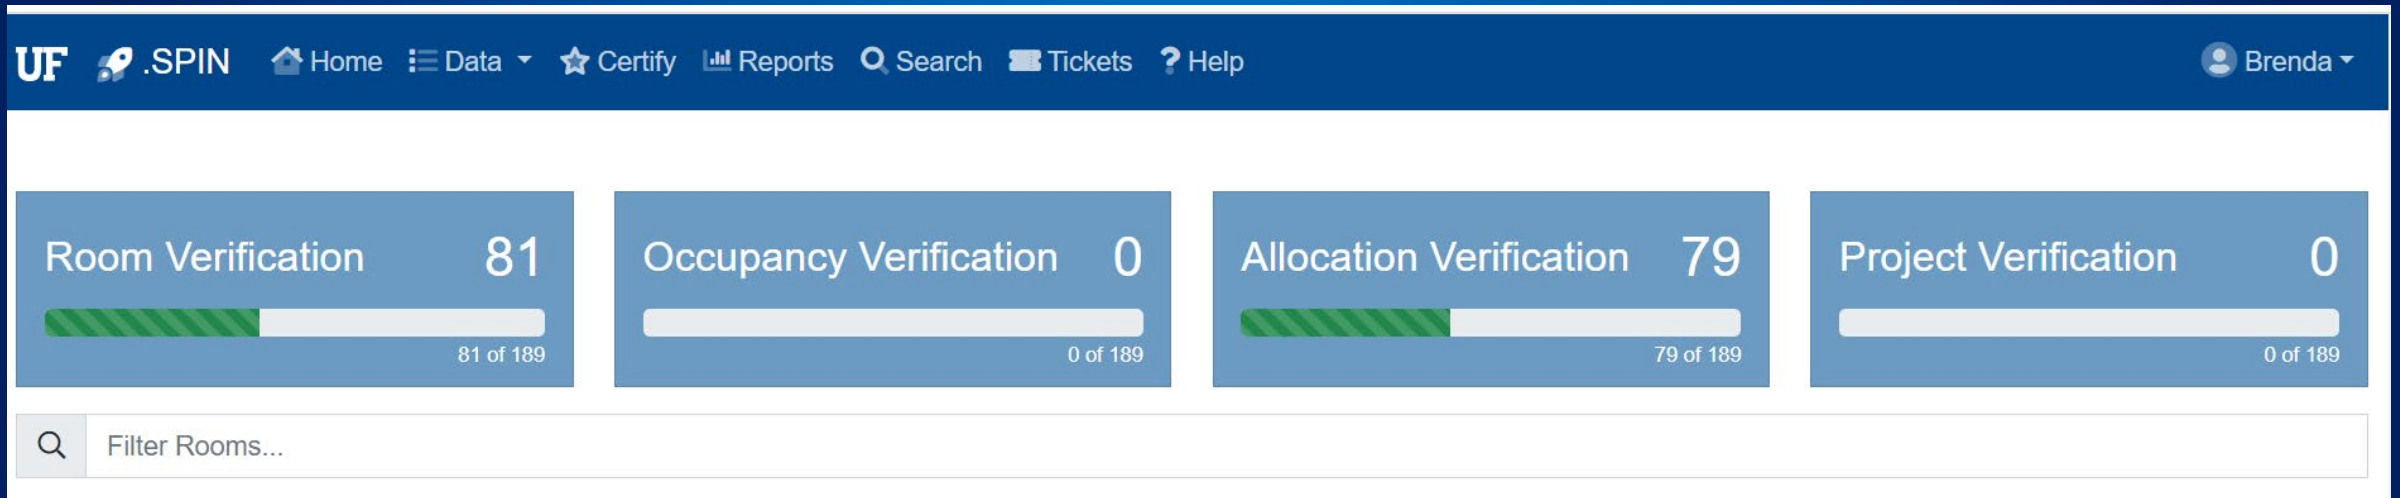 UF .SPIN Home Data Certify Reports Search Tickets ? Help Brenda
Room Verification 81
81 of 189
Occupancy Verification 0
0 of 189
Allocation Verification 79
79 of 189
Project Verification 0
0 of 189
Filter Rooms...